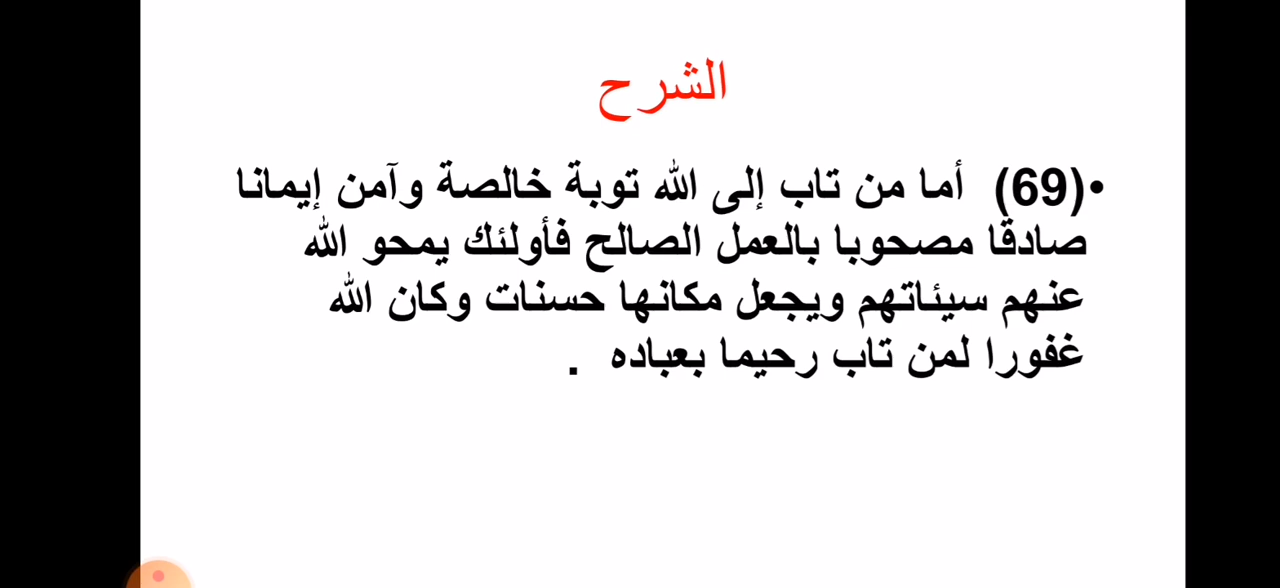 الشرح
•(69) أما من تاب إلى الله توبة خالصة وآمن إيمانا
صادقا مصحوبا بالعمل الصالح فأولئك يمحو الله
عنهم سيئاتهم ويجعل مكانها حسنات وكان الله
غفورا لمن تاب رحيما بعباده .